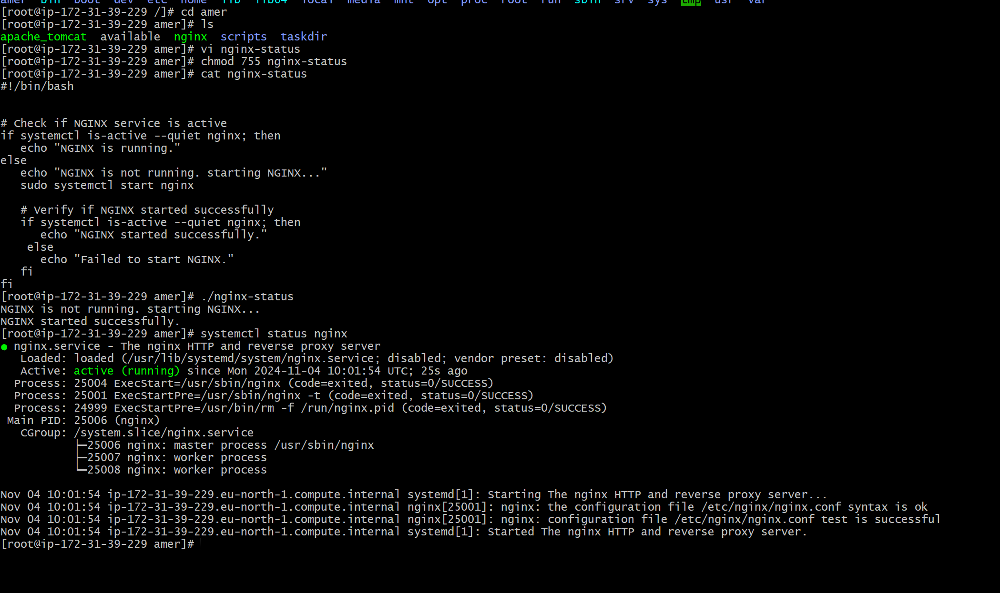 amer  bin  boot  dev  etc  home  lib  lib64  local  media  mnt  opt  proc  root  run  sbin  srv  sys  tmp  usr  var
[root@ip-172-31-39-229 /]# cd amer
[root@ip-172-31-39-229 amer]# ls
apache_tomcat  available  nginx  scripts  taskdir
[root@ip-172-31-39-229 amer]# vi nginx-status
[root@ip-172-31-39-229 amer]# chmod 755 nginx-status
[root@ip-172-31-39-229 amer]# cat nginx-status
#!/bin/bash


# Check if NGINX service is active
if systemctl is-active --quiet nginx; then
   echo "NGINX is running."
else
   echo "NGINX is not running. starting NGINX..."
   sudo systemctl start nginx

   # Verify if NGINX started successfully
   if systemctl is-active --quiet nginx; then
      echo "NGINX started successfully."
    else
      echo "Failed to start NGINX."
   fi
fi
[root@ip-172-31-39-229 amer]# ./nginx-status
NGINX is not running. starting NGINX...
NGINX started successfully.
[root@ip-172-31-39-229 amer]# systemctl status nginx
● nginx.service - The nginx HTTP and reverse proxy server
   Loaded: loaded (/usr/lib/systemd/system/nginx.service; disabled; vendor preset: disabled)
   Active: active (running) since Mon 2024-11-04 10:01:54 UTC; 25s ago
  Process: 25004 ExecStart=/usr/sbin/nginx (code=exited, status=0/SUCCESS)
  Process: 25001 ExecStartPre=/usr/sbin/nginx -t (code=exited, status=0/SUCCESS)
  Process: 24999 ExecStartPre=/usr/bin/rm -f /run/nginx.pid (code=exited, status=0/SUCCESS)
 Main PID: 25006 (nginx)
   CGroup: /system.slice/nginx.service
           ├─25006 nginx: master process /usr/sbin/nginx
           ├─25007 nginx: worker process
           └─25008 nginx: worker process

Nov 04 10:01:54 ip-172-31-39-229.eu-north-1.compute.internal systemd[1]: Starting The nginx HTTP and reverse proxy server...
Nov 04 10:01:54 ip-172-31-39-229.eu-north-1.compute.internal nginx[25001]: nginx: the configuration file /etc/nginx/nginx.conf syntax is ok
Nov 04 10:01:54 ip-172-31-39-229.eu-north-1.compute.internal nginx[25001]: nginx: configuration file /etc/nginx/nginx.conf test is successful
Nov 04 10:01:54 ip-172-31-39-229.eu-north-1.compute.internal systemd[1]: Started The nginx HTTP and reverse proxy server.
[root@ip-172-31-39-229 amer]#